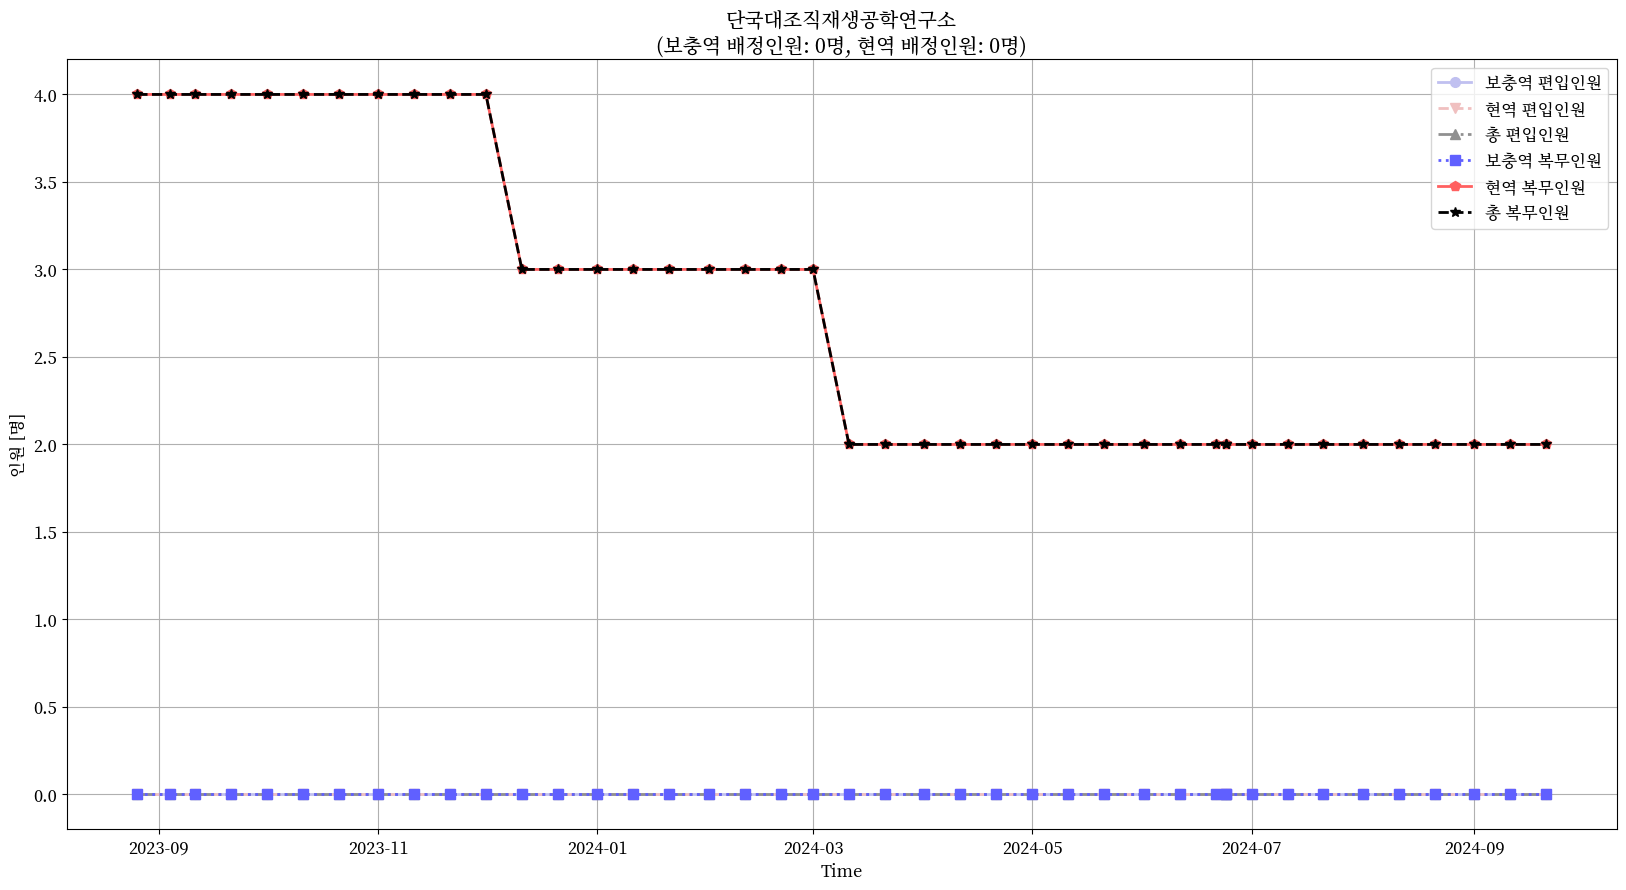 단국대조직재생공학연구소
(보충역 배정인원: 0명, 현역 배정인원: 0명)
보충역 편입인원
현역 편입인원
총 편입인원
보충역 복무인원
현역 복무인원
총 복무인원
인원 [명]
4.0
3.5
3.0
2.5
2.0
1.5
1.0
0.5
0.0
2023-09
2023-11
2024-01
2024-03
2024-05
2024-07
2024-09
Time